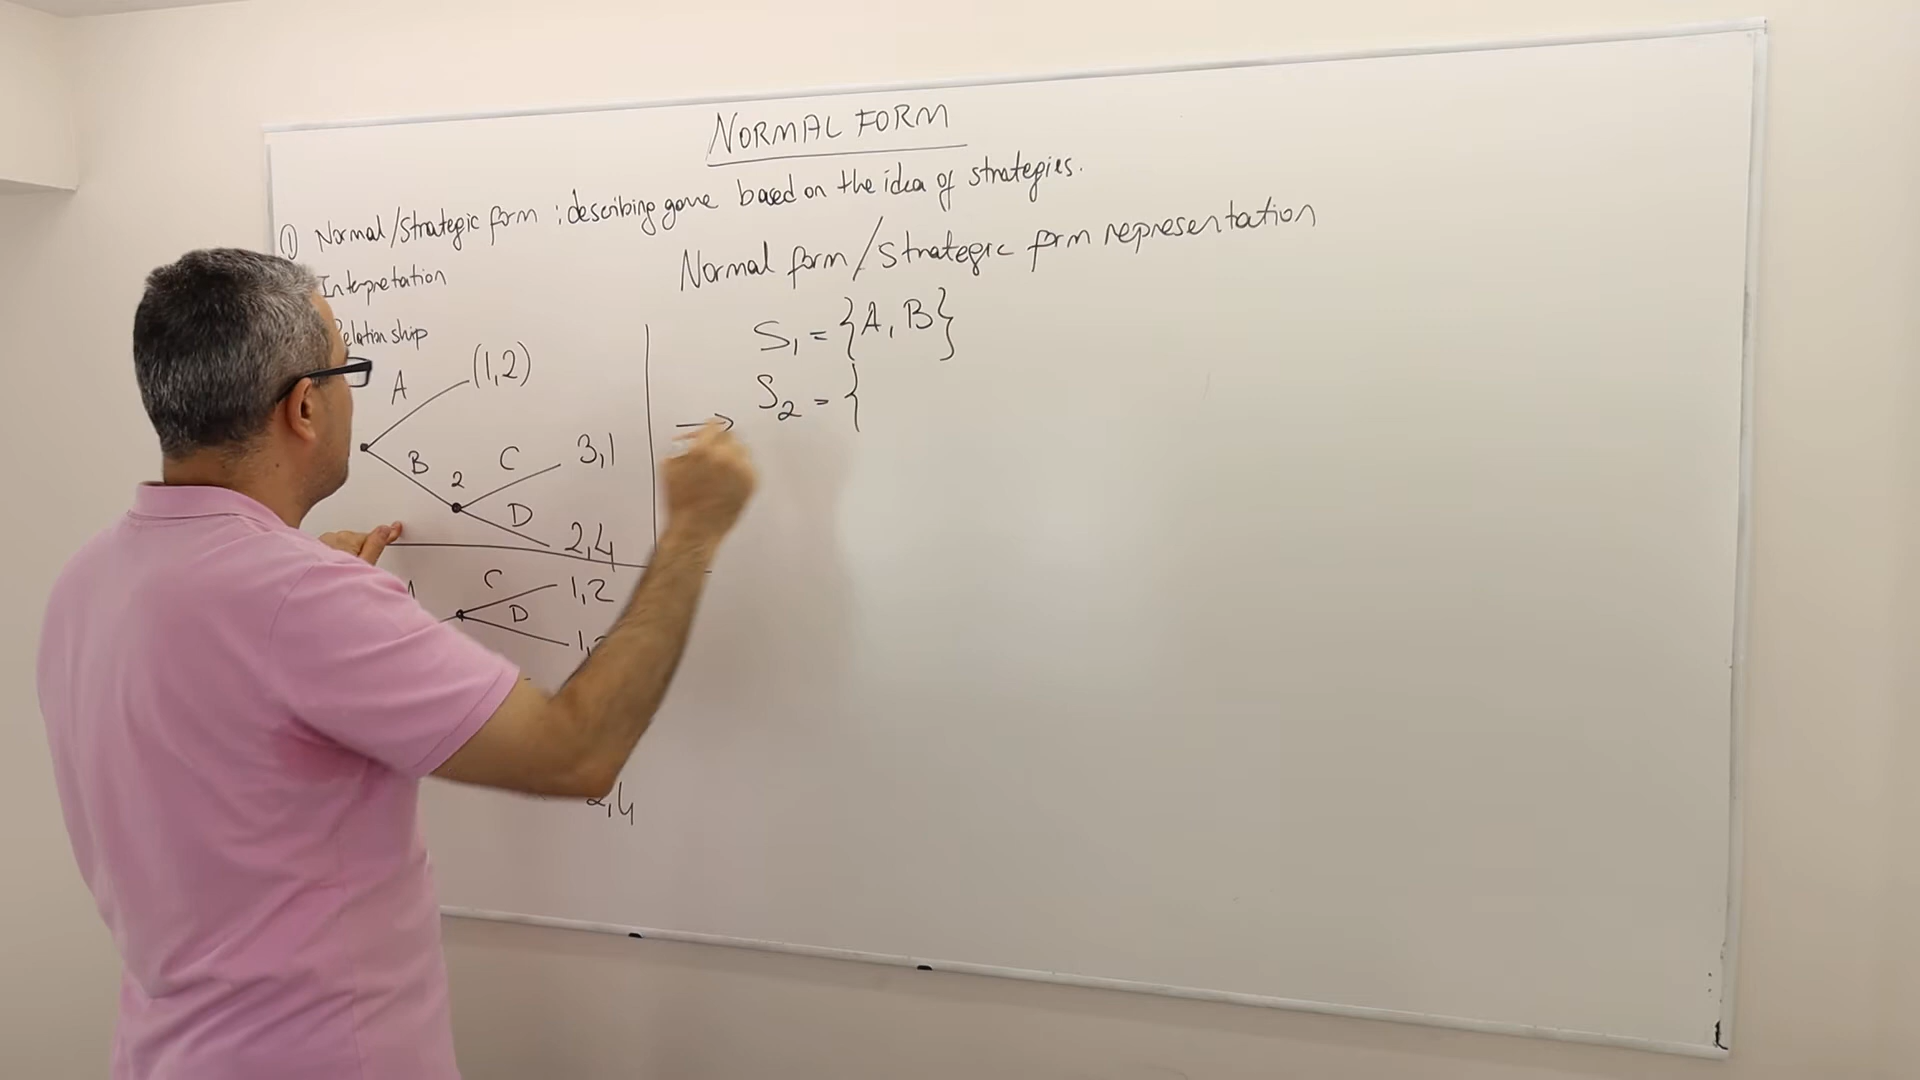 NORMAL FORM
① Normal/Strategic form : describing game based on the idea of strategies.
Interpretation
Relationship
Normal form/Strategic form representation
S₁ = {A, B}
S₂ = {
A (1,2)
B 2 C 3,1
D 2,4
C 1,2
D
2,4